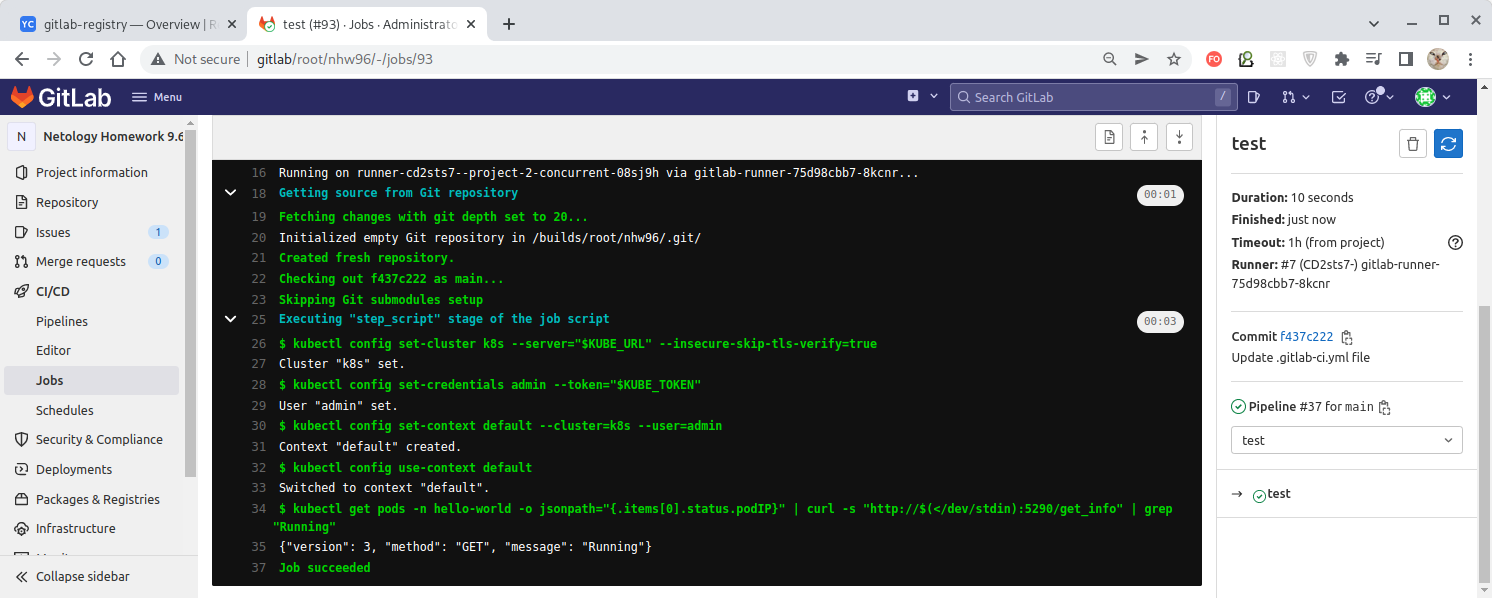 YC gitlab-registry — Overview | R
test (#93) · Jobs · Administrato
Not secure gitlab/root/nhw96/-/jobs/93
FO
GitLab Menu
Search GitLab /
N Netology Homework 9.6
Project information
Repository
Issues 1
Merge requests 0
CI/CD
Pipelines
Editor
Jobs
Schedules
Security & Compliance
Deployments
Packages & Registries
Infrastructure
Collapse sidebar
16 Running on runner-cd2sts7--project-2-concurrent-08sj9h via gitlab-runner-75d98cbb7-8kcnr...
18 Getting source from Git repository 00:01
19 Fetching changes with git depth set to 20...
20 Initialized empty Git repository in /builds/root/nhw96/.git/
21 Created fresh repository.
22 Checking out f437c222 as main...
23 Skipping Git submodules setup
25 Executing "step_script" stage of the job script 00:03
26 $ kubectl config set-cluster k8s --server="$KUBE_URL" --insecure-skip-tls-verify=true
27 Cluster "k8s" set.
28 $ kubectl config set-credentials admin --token="$KUBE_TOKEN"
29 User "admin" set.
30 $ kubectl config set-context default --cluster=k8s --user=admin
31 Context "default" created.
32 $ kubectl config use-context default
33 Switched to context "default".
34 $ kubectl get pods -n hello-world -o jsonpath="{.items[0].status.podIP}" | curl -s "http://$(</dev/stdin):5290/get_info" | grep
"Running"
35 {"version": 3, "method": "GET", "message": "Running"}
37 Job succeeded
test
Duration: 10 seconds
Finished: just now
Timeout: 1h (from project)
Runner: #7 (CD2sts7-) gitlab-runner-
75d98cbb7-8kcnr
Commit f437c222
Update .gitlab-ci.yml file
Pipeline #37 for main
test
→ test